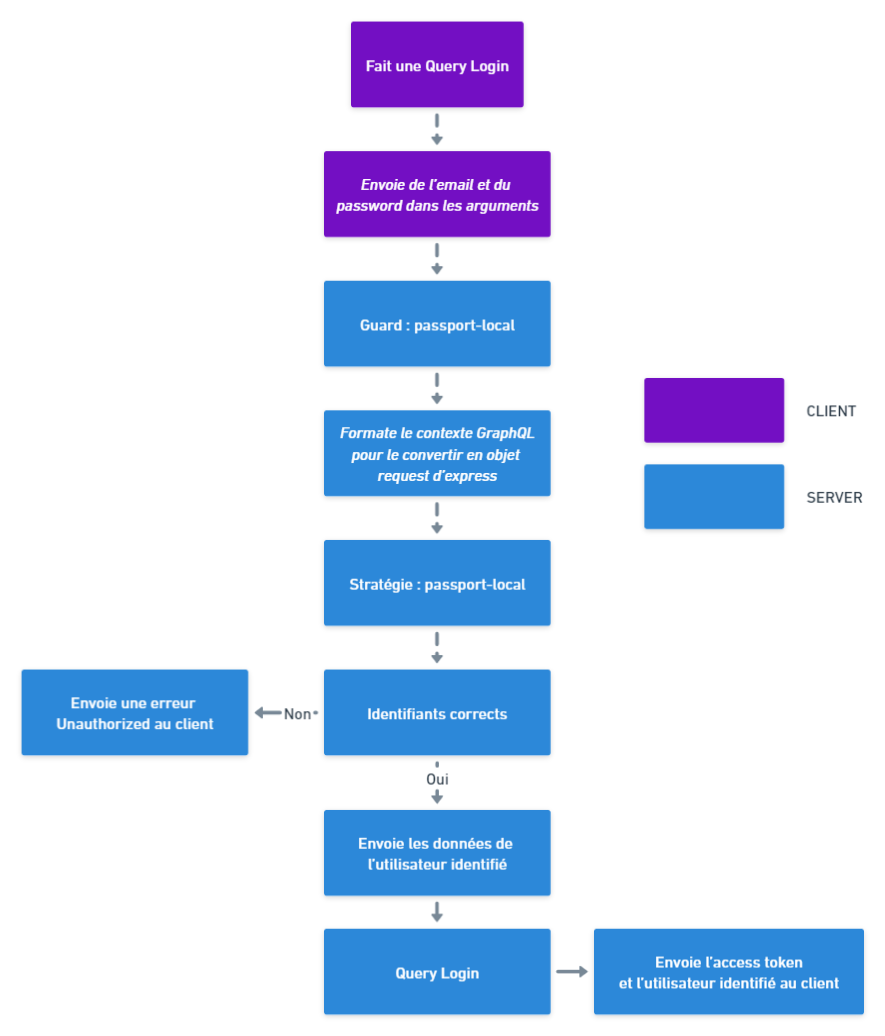 Fait une Query Login
Envoie de l'email et du
password dans les arguments
Guard : passport-local
Formate le contexte GraphQL
pour le convertir en objet
request d'express
CLIENT
SERVER
Stratégie : passport-local
Identifiants corrects
Non
Envoie une erreur
Unauthorized au client
Oui
Envoie les données de
l'utilisateur identifié
Query Login
Envoie l'access token
et l'utilisateur identifié au client